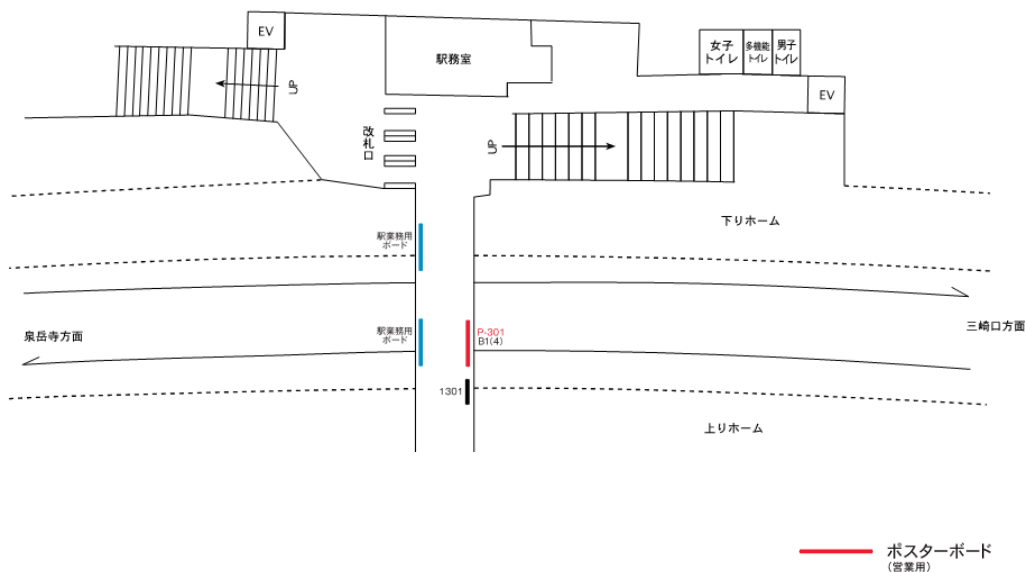 EV
駅務室
女子
トイレ
多機能
トイレ
男子
トイレ
UP
EV
改札口
UP
下りホーム
駅業務用
ボード
泉岳寺方面
駅業務用
ボード
P-301
B1(4)
三崎口方面
1301
上りホーム
ポスターボード
(営業用)